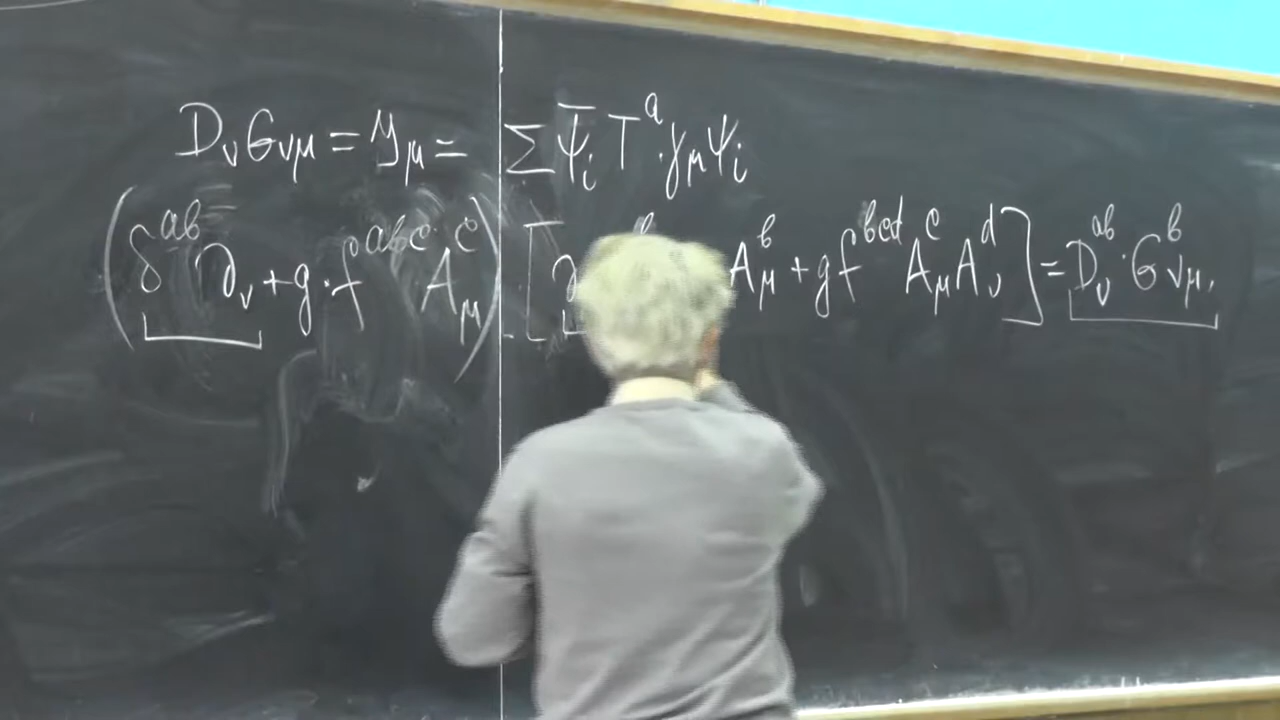 D_ν G_νμ = y_μ = Σ ψ̄_i T^a · γ_μ ψ_i
(δ^ab ∂_ν + g · f^abc A^c_μ) [∂ A^b_μ + g f^bcd A^c_μ A^d_ν] = D^ab_ν · G^b_νμ,